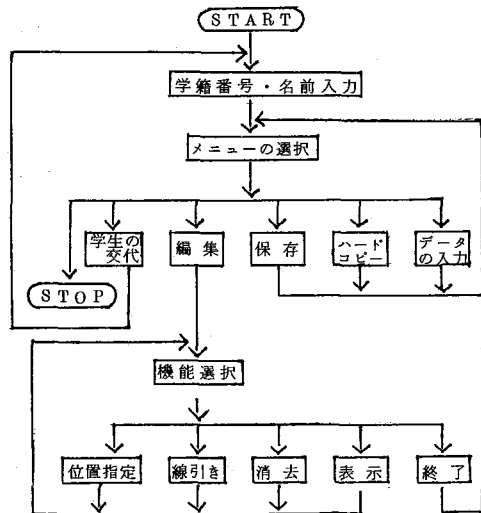 START
学籍番号・名前入力
メニューの選択
学生の
交代
編集
保存
ハード
コピー
データ
の入力
STOP
機能選択
位置指定
線引き
消去
表示
終了